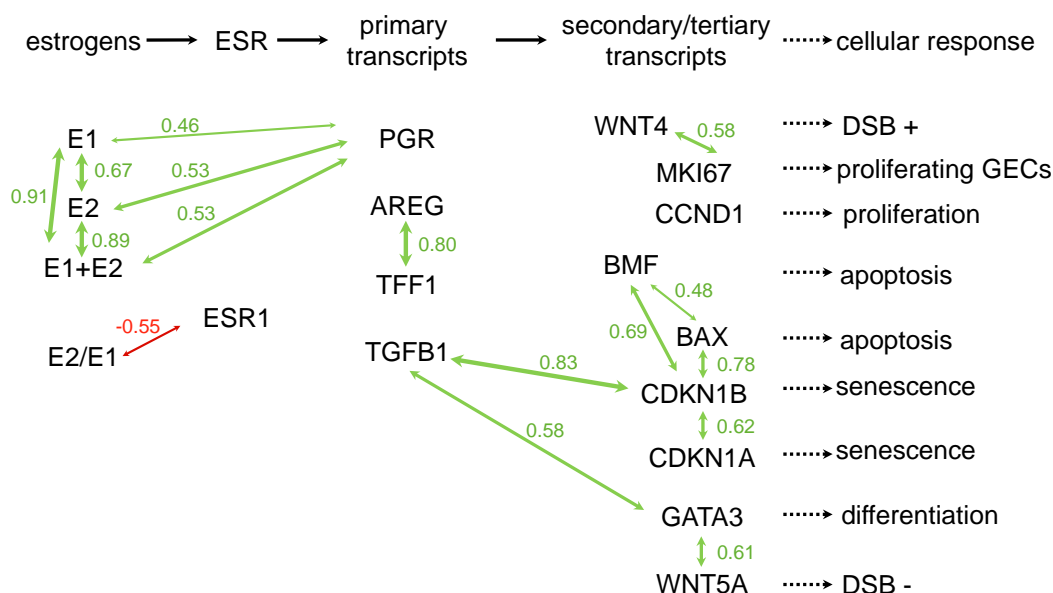 estrogens ESR primary transcripts secondary/tertiary transcripts cellular response
E1 0.46 PGR WNT4 0.58 DSB +
0.67 0.53 MKI67 proliferating GECs
0.91 E2 0.53 AREG CCND1 proliferation
0.89 0.80
E1+E2 TFF1 BMF apoptosis
0.48
-0.55 ESR1 0.69 BAX apoptosis
E2/E1 TGFB1 0.83 0.78
CDKN1B senescence
0.58 0.62
CDKN1A senescence
GATA3 differentiation
0.61
WNT5A DSB -